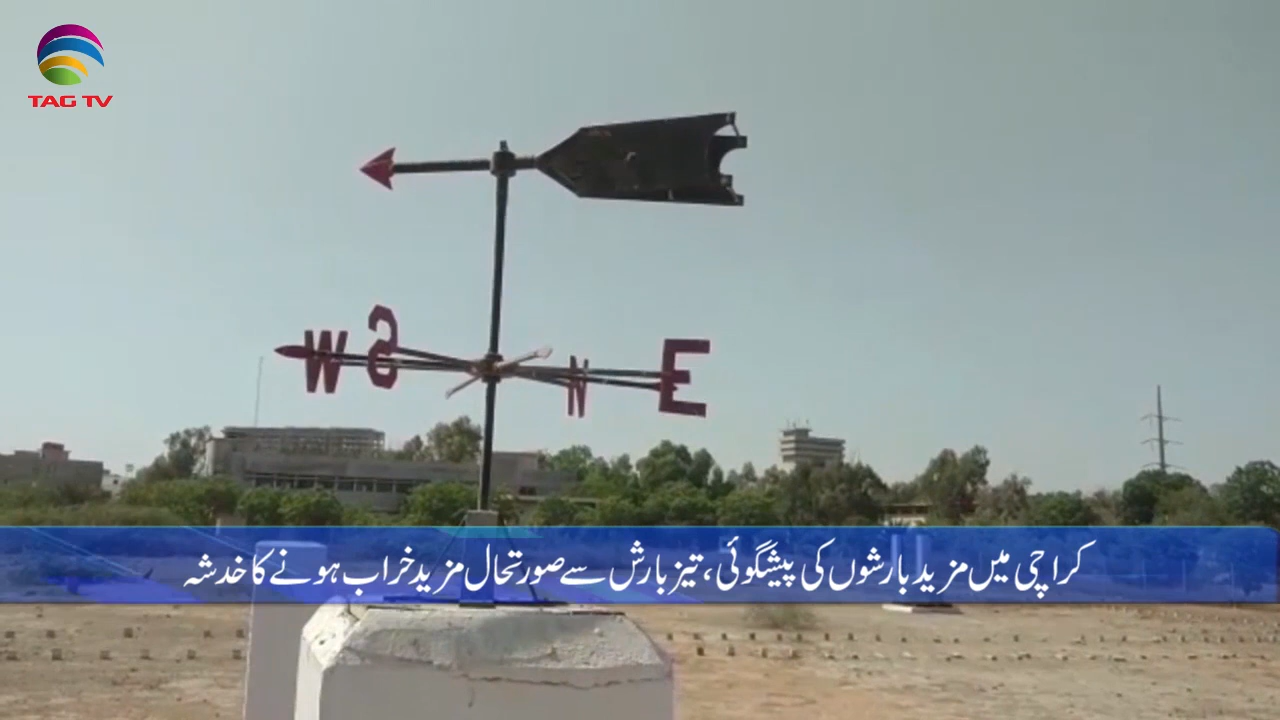 TAG TV
W S N E
کراچی میں مزید بارشوں کی پیشگوئی، تیز بارش سے صورتحال مزید خراب ہونے کا خدشہ